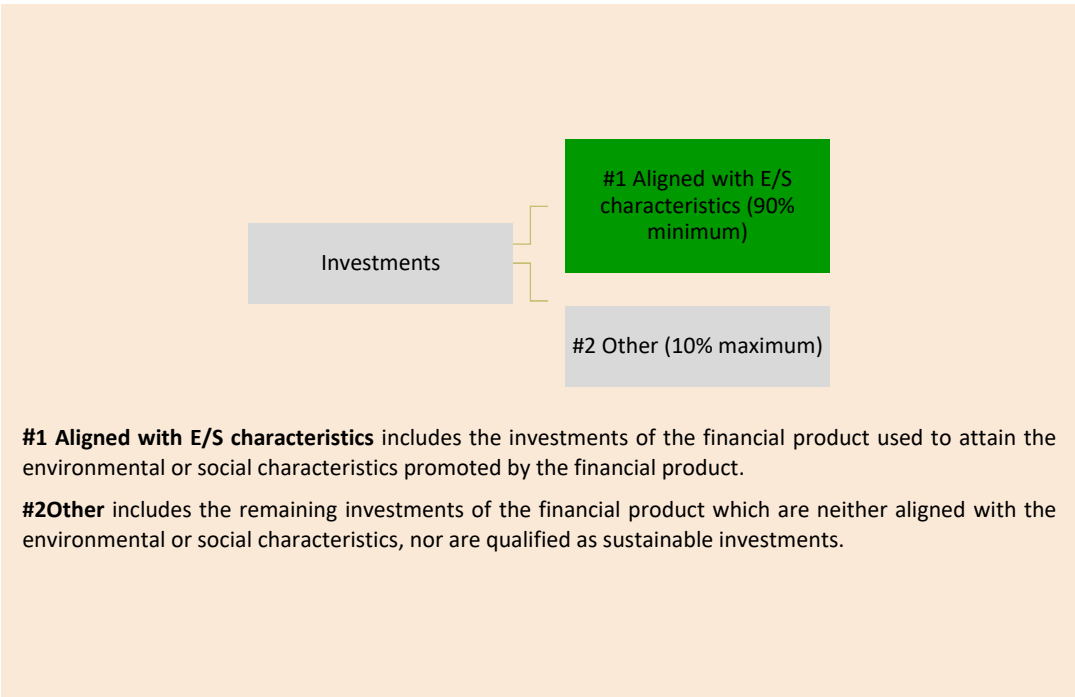 #1 Aligned with E/S
characteristics (90%
minimum)
Investments
#2 Other (10% maximum)
#1 Aligned with E/S characteristics includes the investments of the financial product used to attain the
environmental or social characteristics promoted by the financial product.
#2Other includes the remaining investments of the financial product which are neither aligned with the
environmental or social characteristics, nor are qualified as sustainable investments.